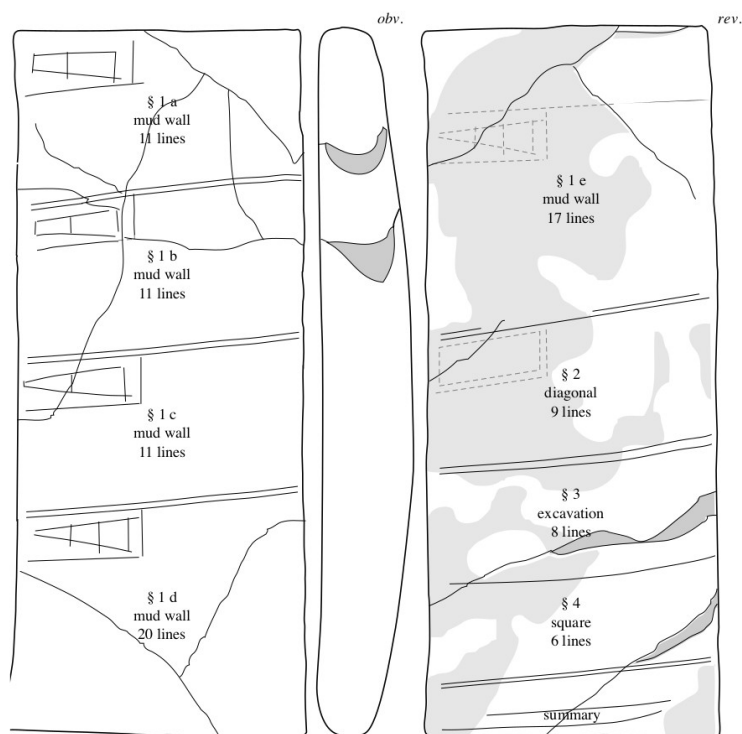 obv.
§ 1 a
mud wall
11 lines
§ 1 b
mud wall
11 lines
§ 1 c
mud wall
11 lines
§ 1 d
mud wall
20 lines
rev.
§ 1 e
mud wall
17 lines
§ 2
diagonal
9 lines
§ 3
excavation
8 lines
§ 4
square
6 lines
summary